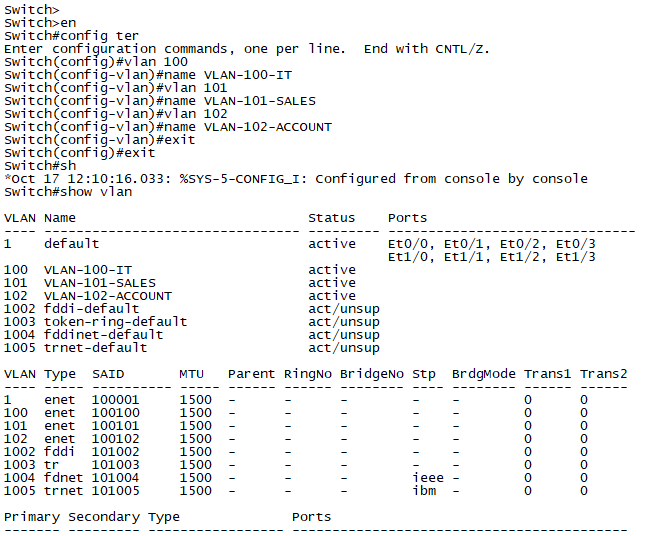 Switch>
Switch>en
Switch#config ter
Enter configuration commands, one per line.  End with CNTL/Z.
Switch(config)#vlan 100
Switch(config-vlan)#name VLAN-100-IT
Switch(config-vlan)#vlan 101
Switch(config-vlan)#name VLAN-101-SALES
Switch(config-vlan)#vlan 102
Switch(config-vlan)#name VLAN-102-ACCOUNT
Switch(config-vlan)#exit
Switch(config)#exit
Switch#sh
*Oct 17 12:10:16.033: %SYS-5-CONFIG_I: Configured from console by console
Switch#show vlan

VLAN Name                             Status    Ports
---- -------------------------------- --------- -------------------------------
1    default                          active    Et0/0, Et0/1, Et0/2, Et0/3
                                                Et1/0, Et1/1, Et1/2, Et1/3
100  VLAN-100-IT                      active
101  VLAN-101-SALES                   active
102  VLAN-102-ACCOUNT                 active
1002 fddi-default                     act/unsup
1003 token-ring-default               act/unsup
1004 fddinet-default                  act/unsup
1005 trnet-default                    act/unsup

VLAN Type  SAID       MTU   Parent RingNo BridgeNo Stp  BrdgMode Trans1 Trans2
---- ----- ---------- ----- ------ ------ -------- ---- -------- ------ ------
1    enet  100001     1500  -      -      -        -    -        0      0
100  enet  100100     1500  -      -      -        -    -        0      0
101  enet  100101     1500  -      -      -        -    -        0      0
102  enet  100102     1500  -      -      -        -    -        0      0
1002 fddi  101002     1500  -      -      -        -    -        0      0
1003 tr    101003     1500  -      -      -        -    -        0      0
1004 fdnet 101004     1500  -      -      -        ieee -        0      0
1005 trnet 101005     1500  -      -      -        ibm  -        0      0

Primary Secondary Type              Ports
------- --------- ----------------- ------------------------------------------